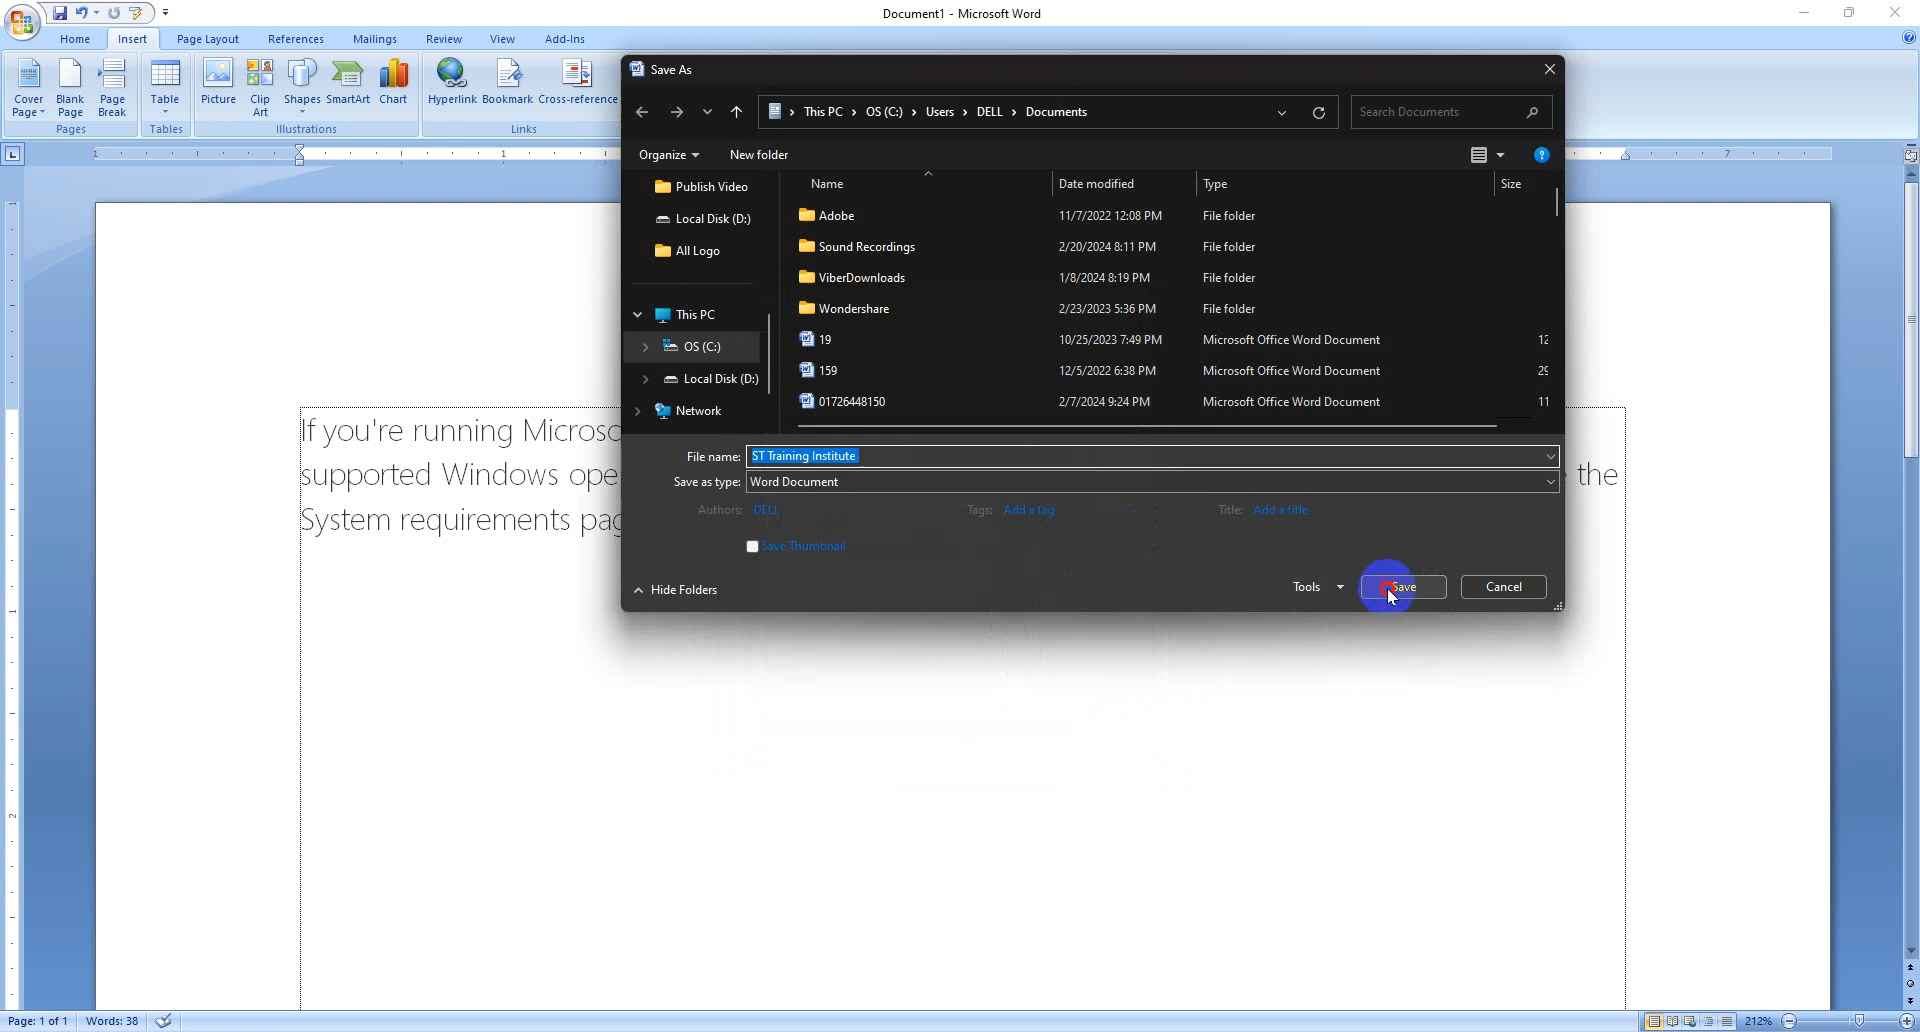 Document1 - Microsoft Word
Home Insert Page Layout References Mailings Review View Add-Ins
Cover Page Blank Page Page Break Table Picture Clip Art Shapes SmartArt Chart Hyperlink Bookmark Cross-reference
Pages Tables Illustrations Links
Save As
This PC › OS (C:) › Users › DELL › Documents
Search Documents
Organize New folder
Name Date modified Type Size
Publish Video
Local Disk (D:)
All Logo
This PC
OS (C:)
Local Disk (D:)
Network
Adobe 11/7/2022 12:08 PM File folder
Sound Recordings 2/20/2024 8:11 PM File folder
ViberDownloads 1/8/2024 8:19 PM File folder
Wondershare 2/23/2023 5:36 PM File folder
19 10/25/2023 7:49 PM Microsoft Office Word Document 12
159 12/5/2022 6:38 PM Microsoft Office Word Document 29
01726448150 2/7/2024 9:24 PM Microsoft Office Word Document 11
File name: ST Training Institute
Save as type: Word Document
Authors: DELL Tags: Add a tag Title: Add a title
Save Thumbnail
Hide Folders Tools Save Cancel
1 1 7
If you're running Microso
supported Windows ope the
System requirements pag
1
1
2
Page: 1 of 1 Words: 38 212%